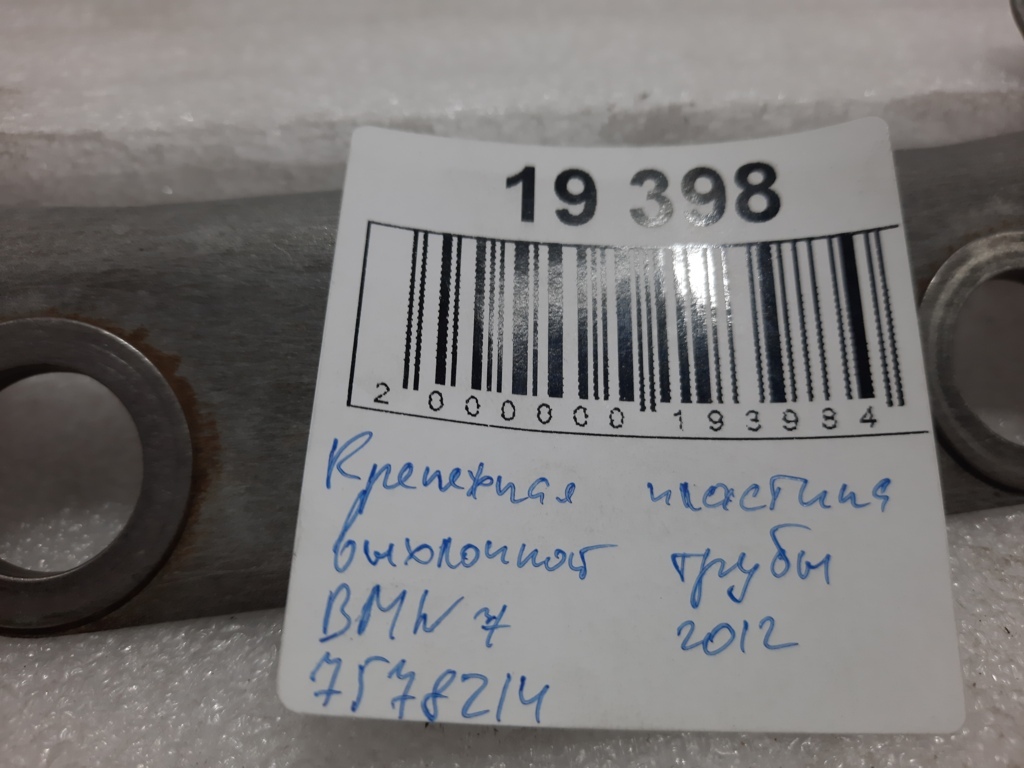 19 398
2 000000 193984
Крепежная пластина
выхлопной трубы
BMW 7 2012
7578214